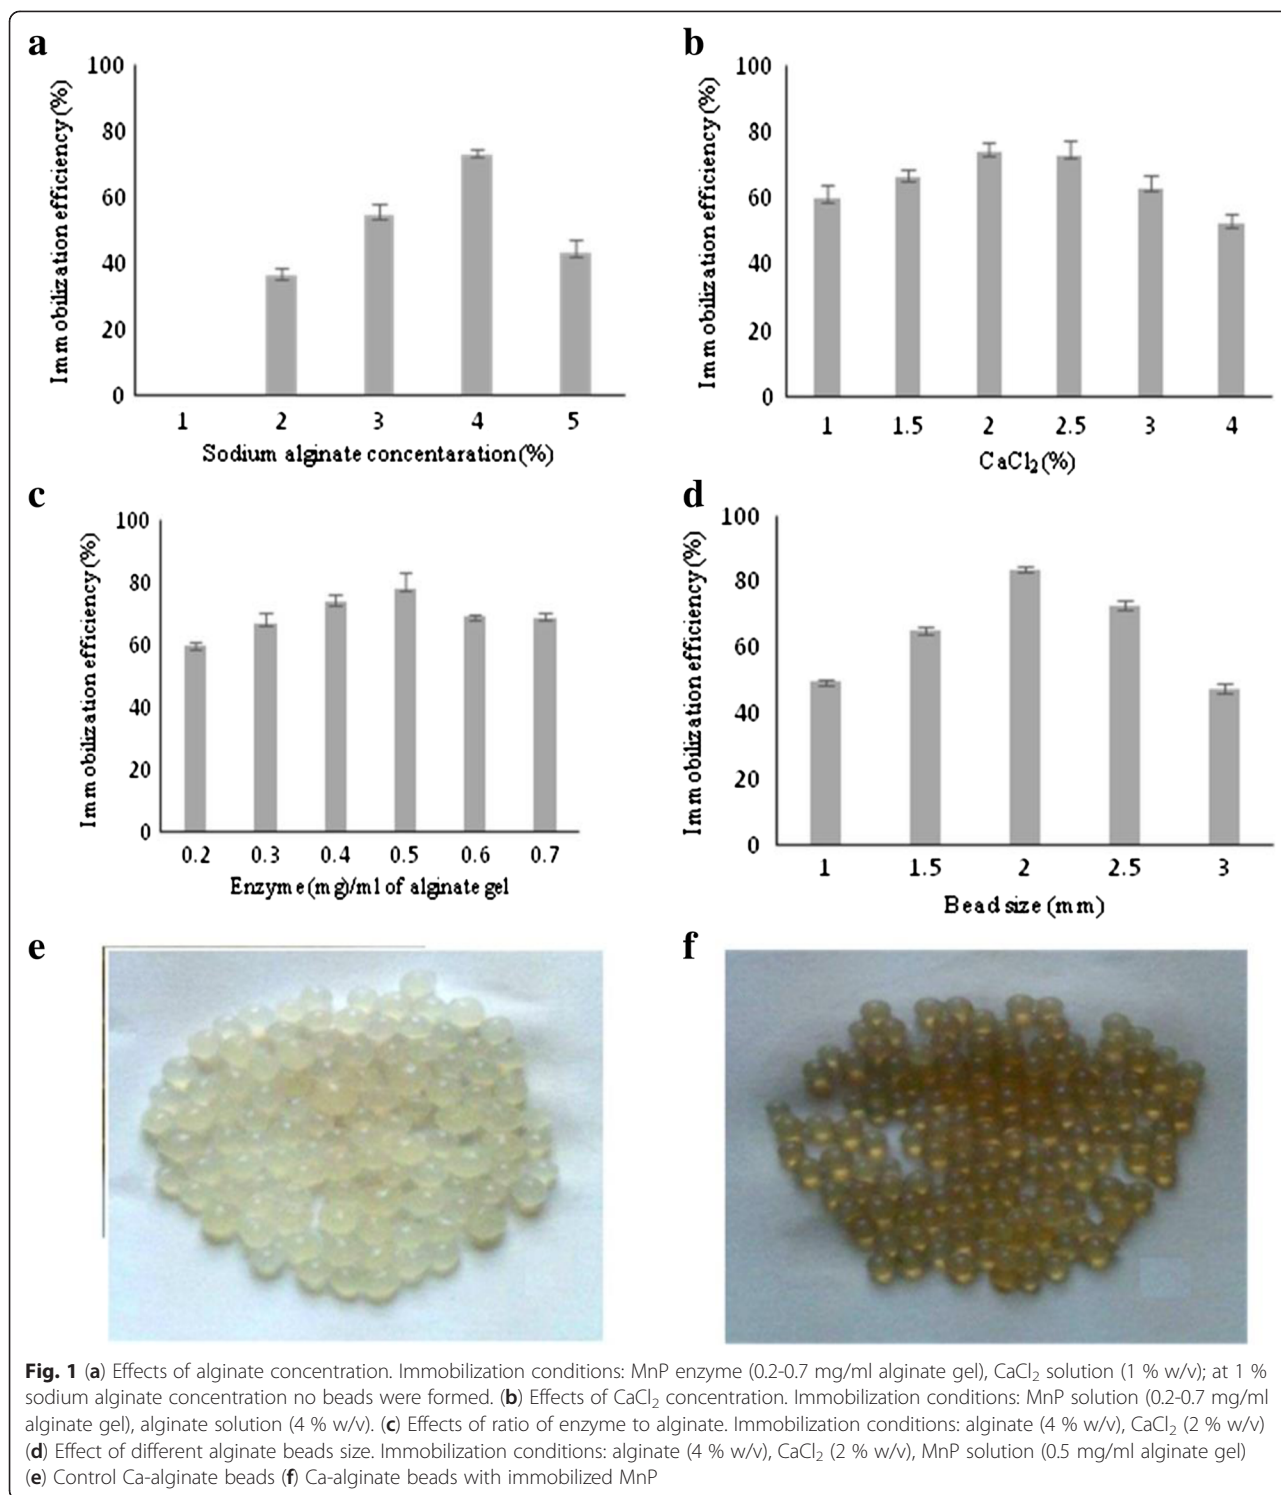 a
100
80
60
40
20
0
Immobilization efficiency (%)
1 2 3 4 5
Sodium alginate concentaration (%)
b
100
80
60
40
20
0
Immobilization efficiency (%)
1 1.5 2 2.5 3 4
CaCl₂ (%)
c
100
80
60
40
20
0
Immobilization efficiency (%)
0.2 0.3 0.4 0.5 0.6 0.7
Enzyme (mg)/ml of alginate gel
d
100
80
60
40
20
0
Immobilization efficiency (%)
1 1.5 2 2.5 3
Bead size (mm)
e
f
Fig. 1 (a) Effects of alginate concentration. Immobilization conditions: MnP enzyme (0.2-0.7 mg/ml alginate gel), CaCl₂ solution (1 % w/v); at 1 %
sodium alginate concentration no beads were formed. (b) Effects of CaCl₂ concentration. Immobilization conditions: MnP solution (0.2-0.7 mg/ml
alginate gel), alginate solution (4 % w/v). (c) Effects of ratio of enzyme to alginate. Immobilization conditions: alginate (4 % w/v), CaCl₂ (2 % w/v)
(d) Effect of different alginate beads size. Immobilization conditions: alginate (4 % w/v), CaCl₂ (2 % w/v), MnP solution (0.5 mg/ml alginate gel)
(e) Control Ca-alginate beads (f) Ca-alginate beads with immobilized MnP